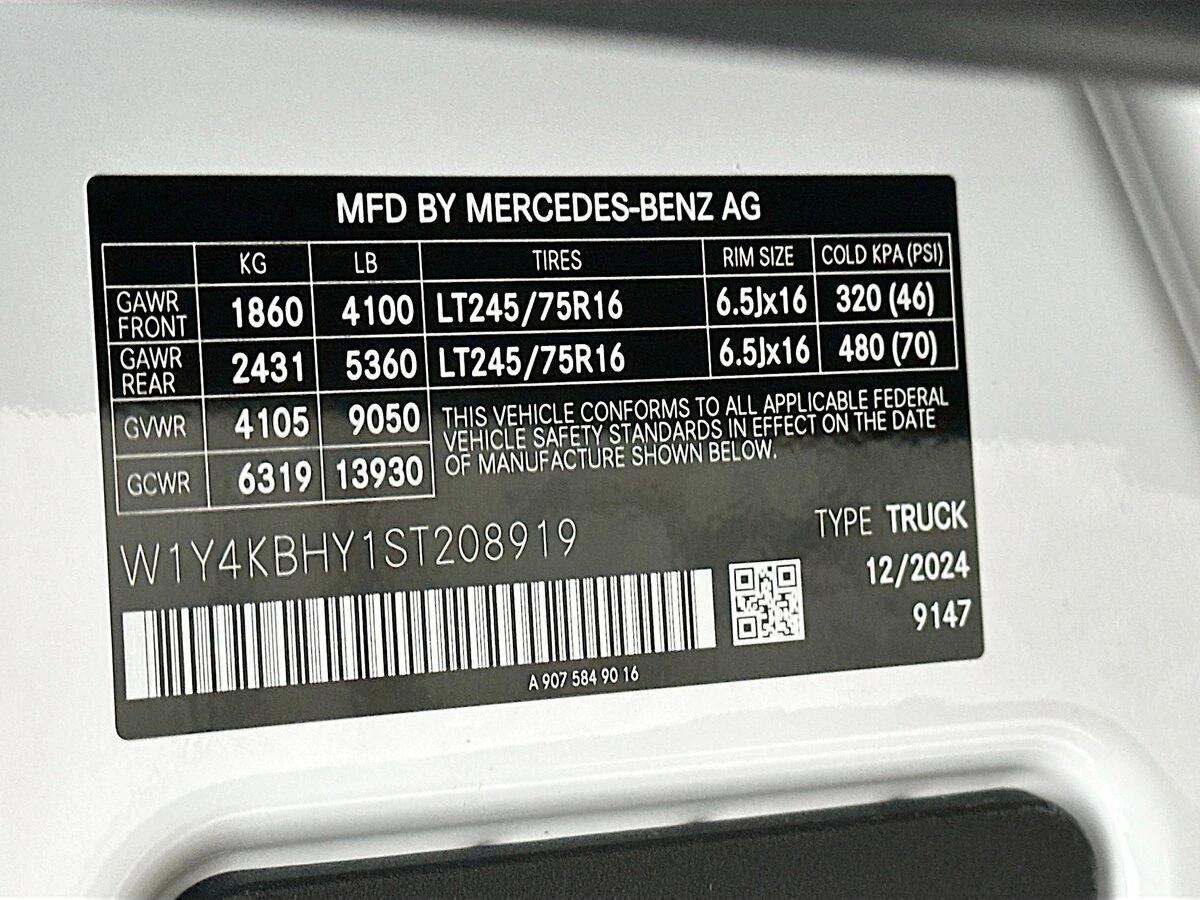 MFD BY MERCEDES-BENZ AG
KG LB TIRES RIM SIZE COLD KPA (PSI)
GAWR FRONT 1860 4100 LT245/75R16 6.5Jx16 320 (46)
GAWR REAR 2431 5360 LT245/75R16 6.5Jx16 480 (70)
GVWR 4105 9050
GCWR 6319 13930
THIS VEHICLE CONFORMS TO ALL APPLICABLE FEDERAL
VEHICLE SAFETY STANDARDS IN EFFECT ON THE DATE
OF MANUFACTURE SHOWN BELOW.
W1Y4KBHY1ST208919
TYPE TRUCK
12/2024
9147
A 907 584 90 16